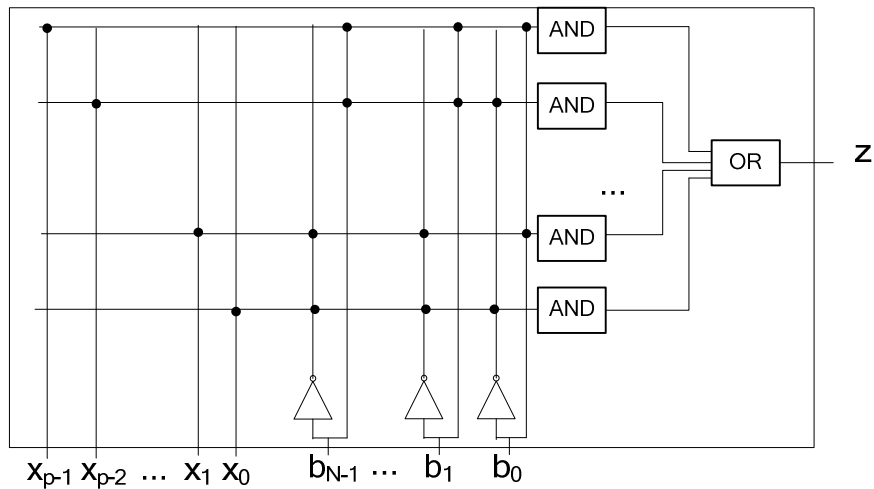 AND
AND
OR
z
...
AND
AND
xp-1 xp-2 ... x1 x0 bN-1 ... b1 b0